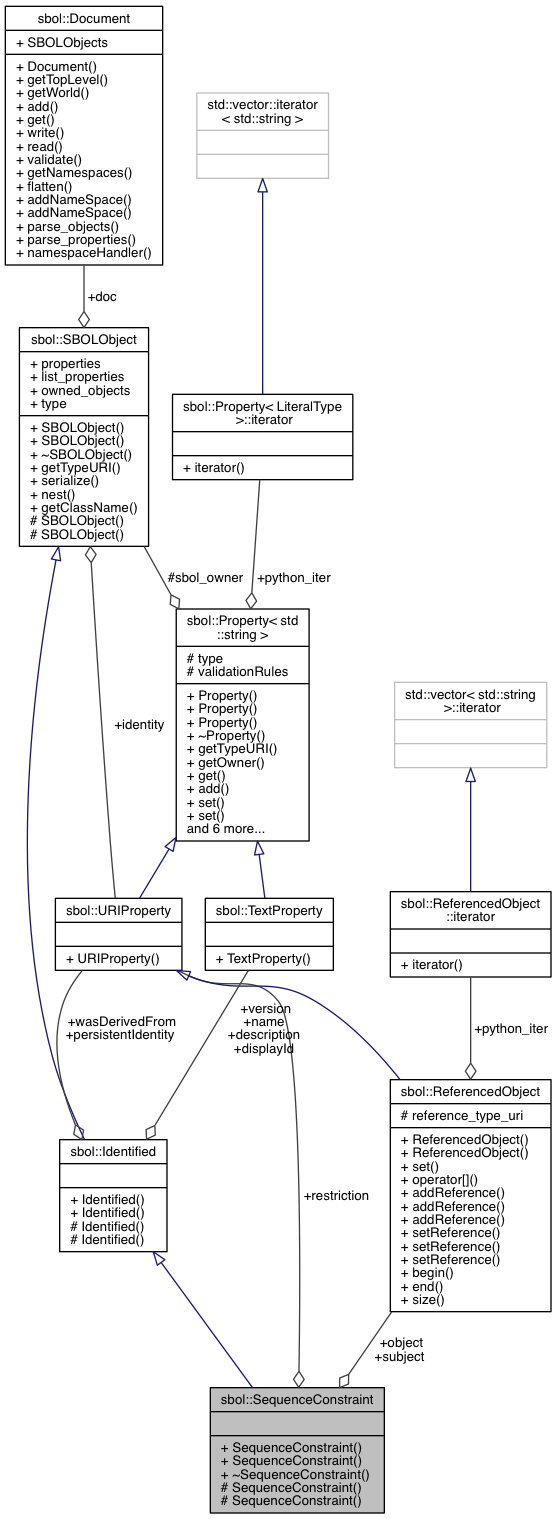 sbol::Document
+ SBOLObjects
+ Document()
+ getTopLevel()
+ getWorld()
+ add()
+ get()
+ write()
+ read()
+ validate()
+ getNamespaces()
+ flatten()
+ addNameSpace()
+ addNameSpace()
+ parse_objects()
+ parse_properties()
+ namespaceHandler()
std::vector::iterator
< std::string >
+doc
sbol::SBOLObject
+ properties
+ list_properties
+ owned_objects
+ type
+ SBOLObject()
+ SBOLObject()
+ ~SBOLObject()
+ getTypeURI()
+ serialize()
+ nest()
+ getClassName()
# SBOLObject()
# SBOLObject()
sbol::Property< LiteralType
>::iterator
+ iterator()
#sbol_owner
+python_iter
sbol::Property< std
::string >
# type
# validationRules
+ Property()
+ Property()
+ Property()
+ ~Property()
+ getTypeURI()
+ getOwner()
+ get()
+ add()
+ set()
+ set()
and 6 more...
std::vector< std::string
>::iterator
+identity
sbol::URIProperty
+ URIProperty()
sbol::TextProperty
+ TextProperty()
sbol::ReferencedObject
::iterator
+ iterator()
+wasDerivedFrom
+persistentIdentity
+version
+name
+description
+displayId
+python_iter
sbol::ReferencedObject
# reference_type_uri
+ ReferencedObject()
+ ReferencedObject()
+ set()
+ operator[]()
+ addReference()
+ addReference()
+ addReference()
+ setReference()
+ setReference()
+ setReference()
+ begin()
+ end()
+ size()
sbol::Identified
+ Identified()
+ Identified()
# Identified()
# Identified()
+restriction
+object
+subject
sbol::SequenceConstraint
+ SequenceConstraint()
+ SequenceConstraint()
+ ~SequenceConstraint()
# SequenceConstraint()
# SequenceConstraint()